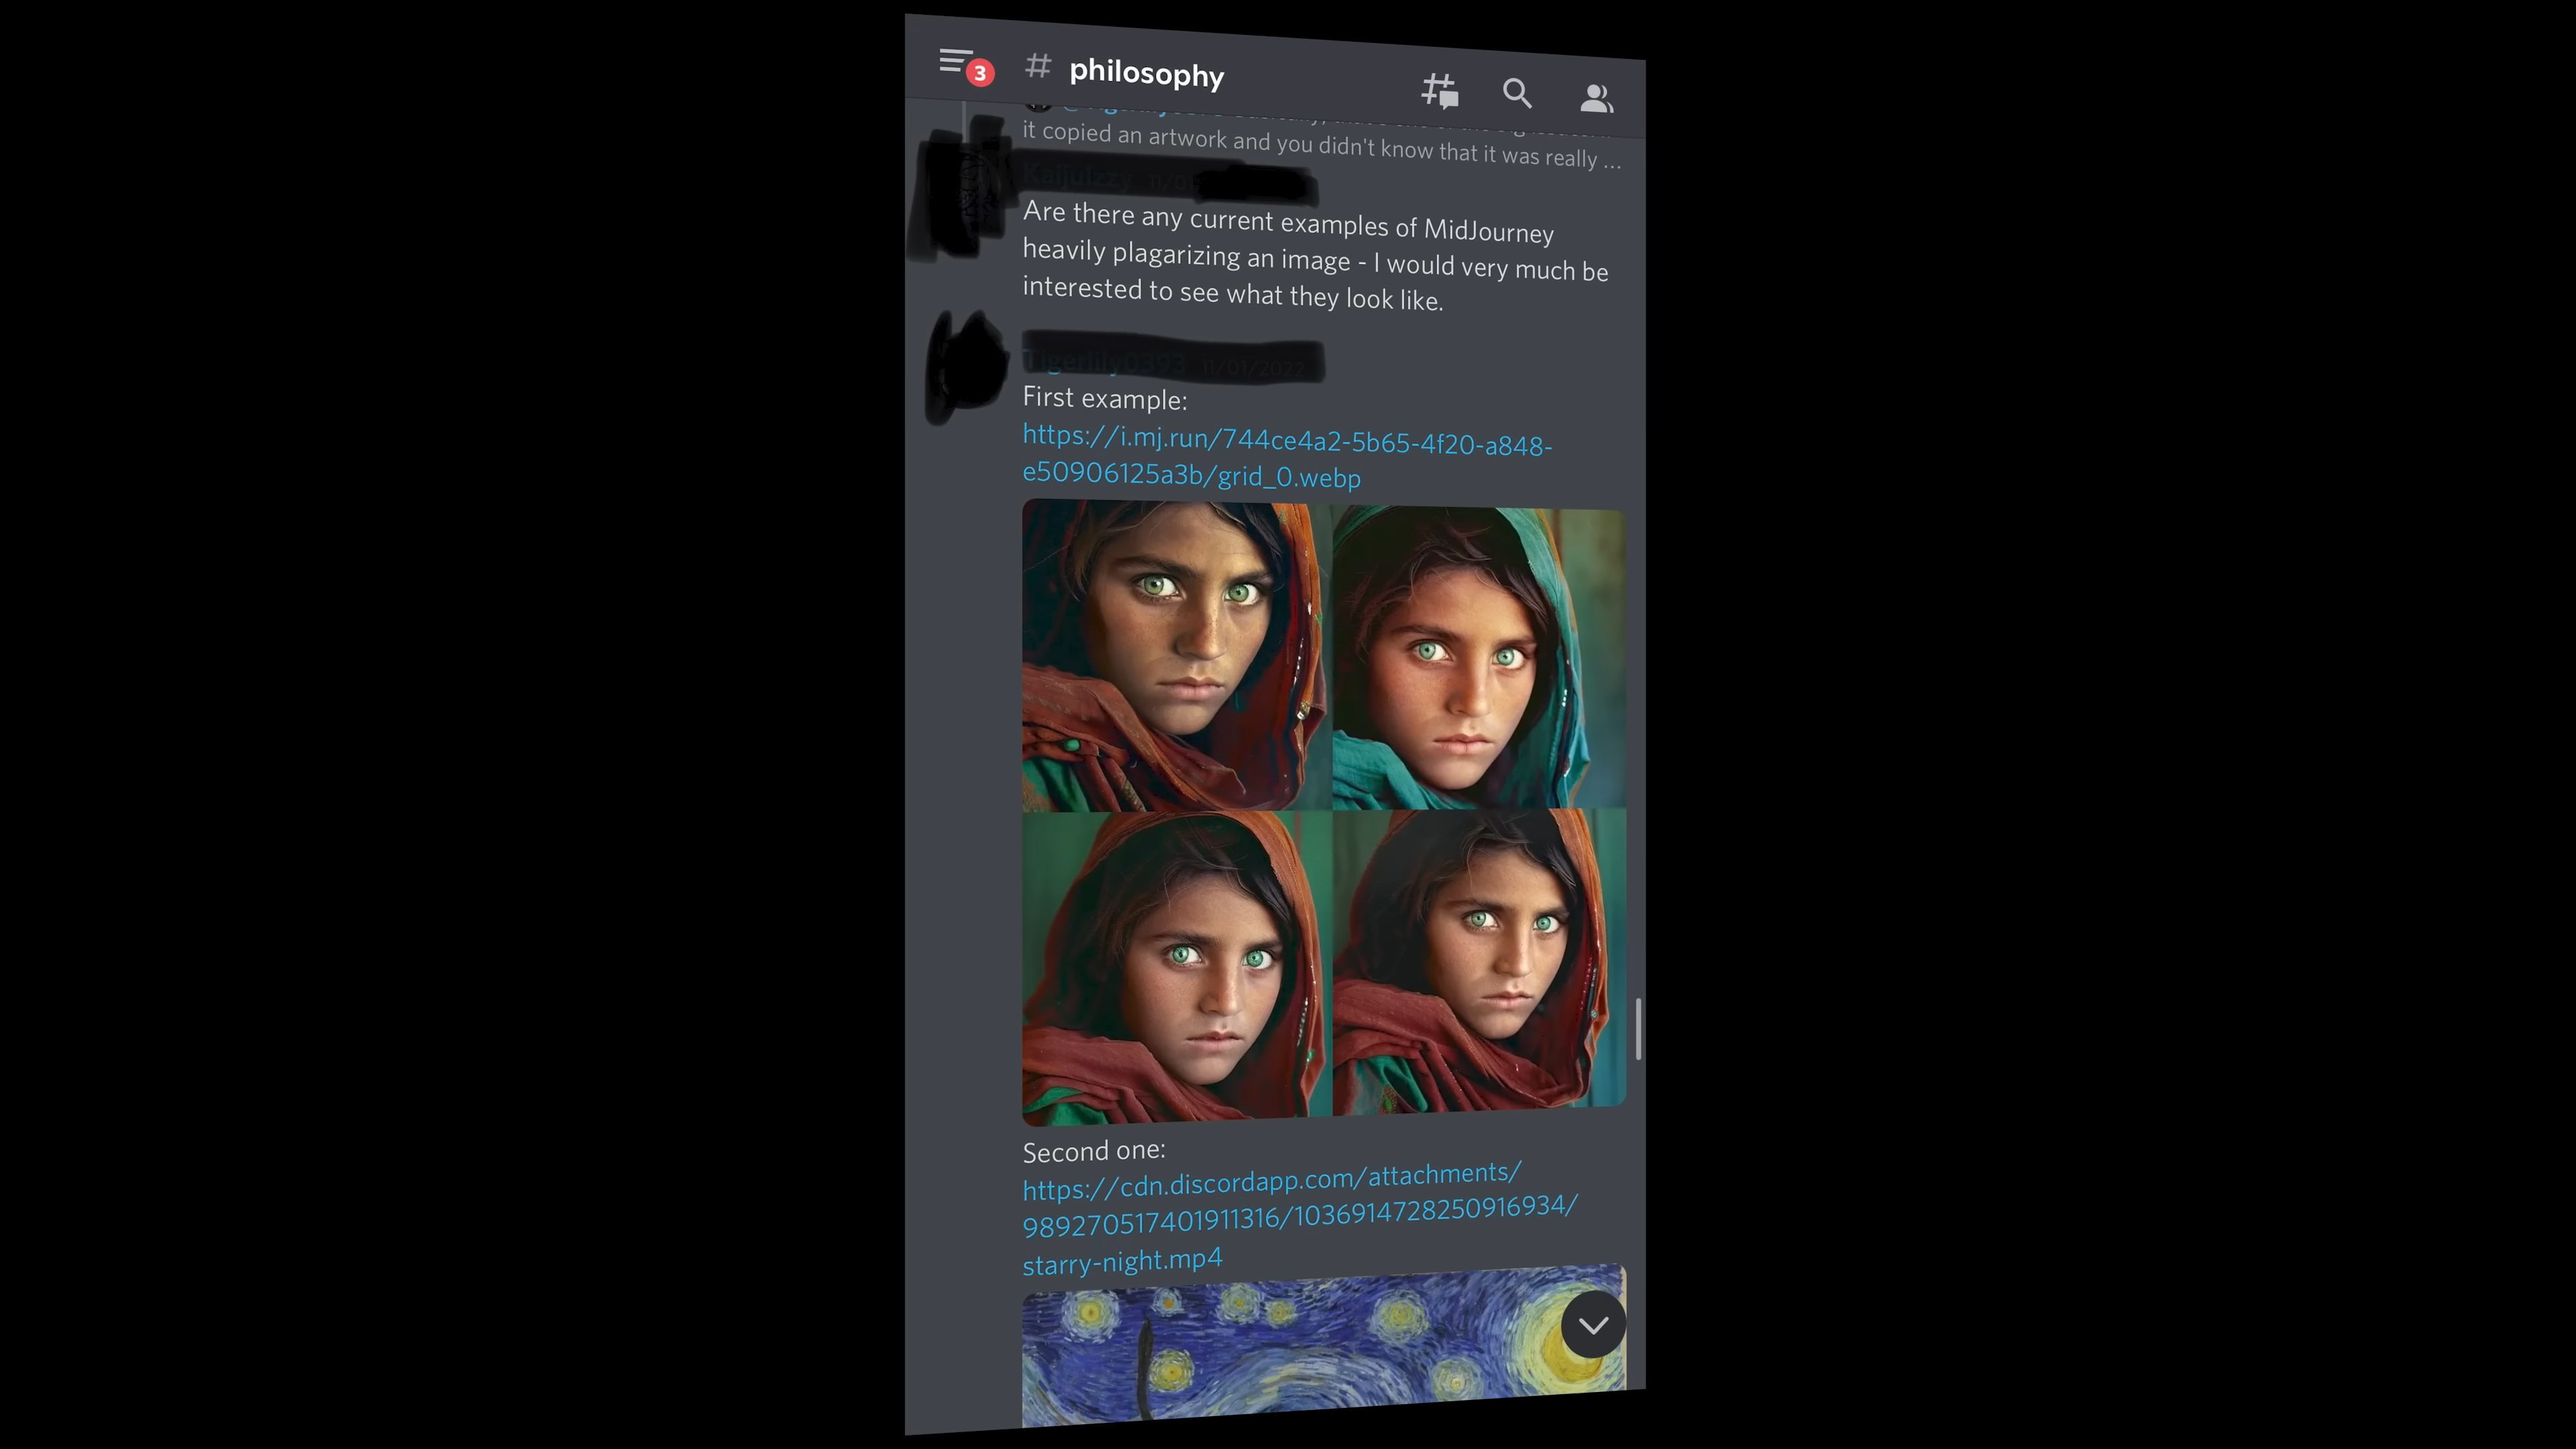 3
# philosophy
it copied an artwork and you didn't know that it was really ...
Are there any current examples of MidJourney
heavily plagarizing an image - I would very much be
interested to see what they look like.
First example:
https://i.mj.run/744ce4a2-5b65-4f20-a848-
e50906125a3b/grid_0.webp
Second one:
https://cdn.discordapp.com/attachments/
989270517401911316/1036914728250916934/
starry-night.mp4